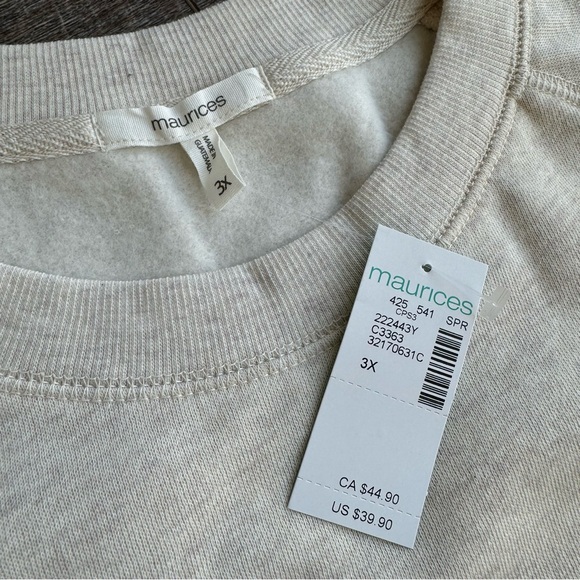 maurices
MADE IN
GUATEMALA
3X
maurices
425 541 SPR
CPS3
222443Y
C3363
32170631C
3X
CA $44.90
US $39.90